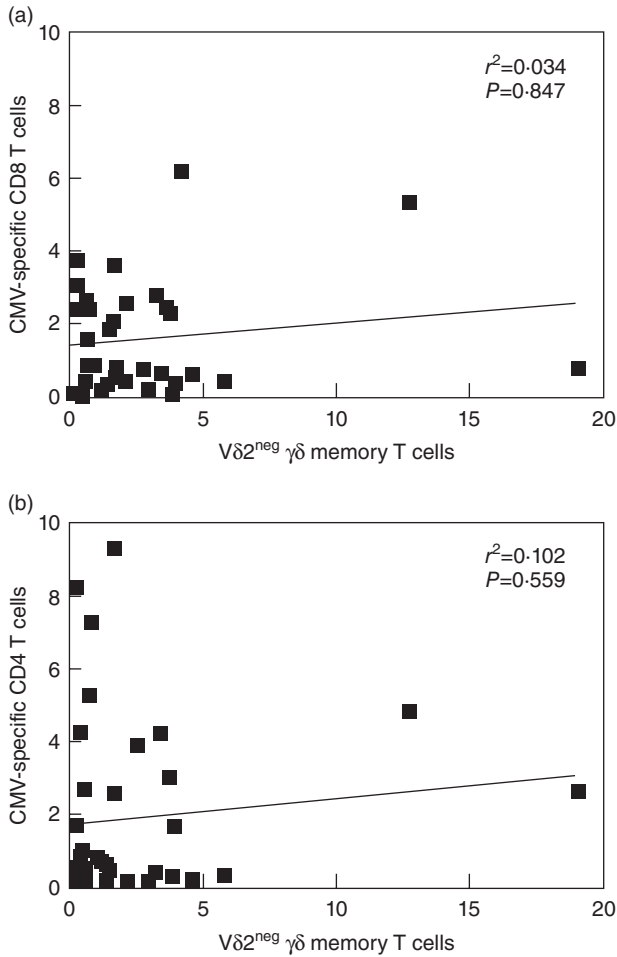 (a)
10
8
6
4
2
0
CMV-specific CD8 T cells
r²=0·034
P=0·847
0 5 10 15 20
Vδ2ⁿᵉᵍ γδ memory T cells
(b)
10
8
6
4
2
0
CMV-specific CD4 T cells
r²=0·102
P=0·559
0 5 10 15 20
Vδ2ⁿᵉᵍ γδ memory T cells